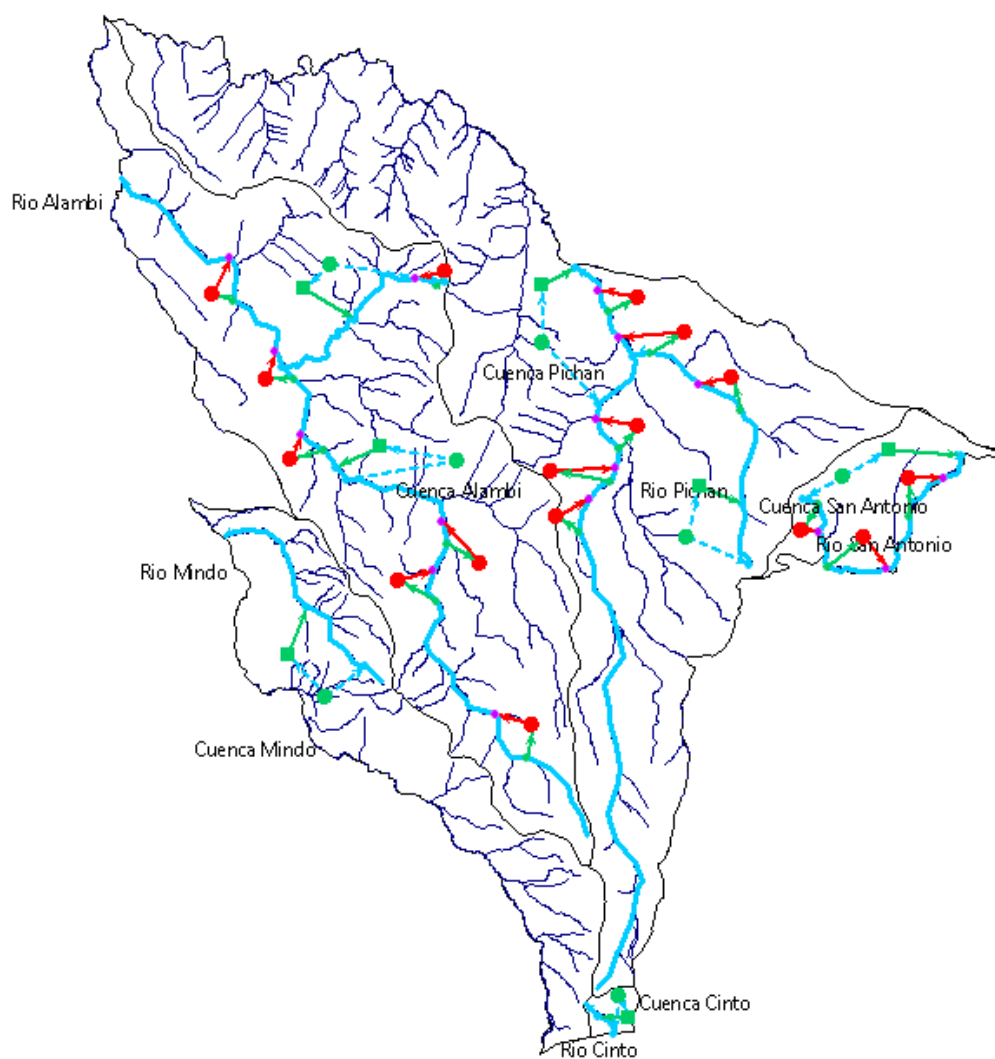 Rio Alambi
Cuenca Pichan
Cuenca Alambi
Rio Pichan
Cuenca San Antonio
Rio San Antonio
Rio Mindo
Cuenca Mindo
Cuenca Cinto
Rio Cinto